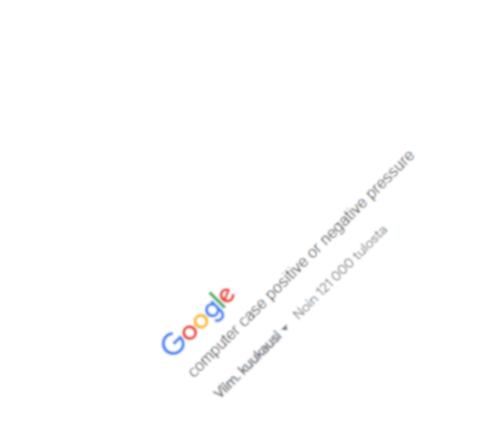 Google
computer case positive or negative pressure
Viim. kuukausi ▾ Noin 121 000 tulosta